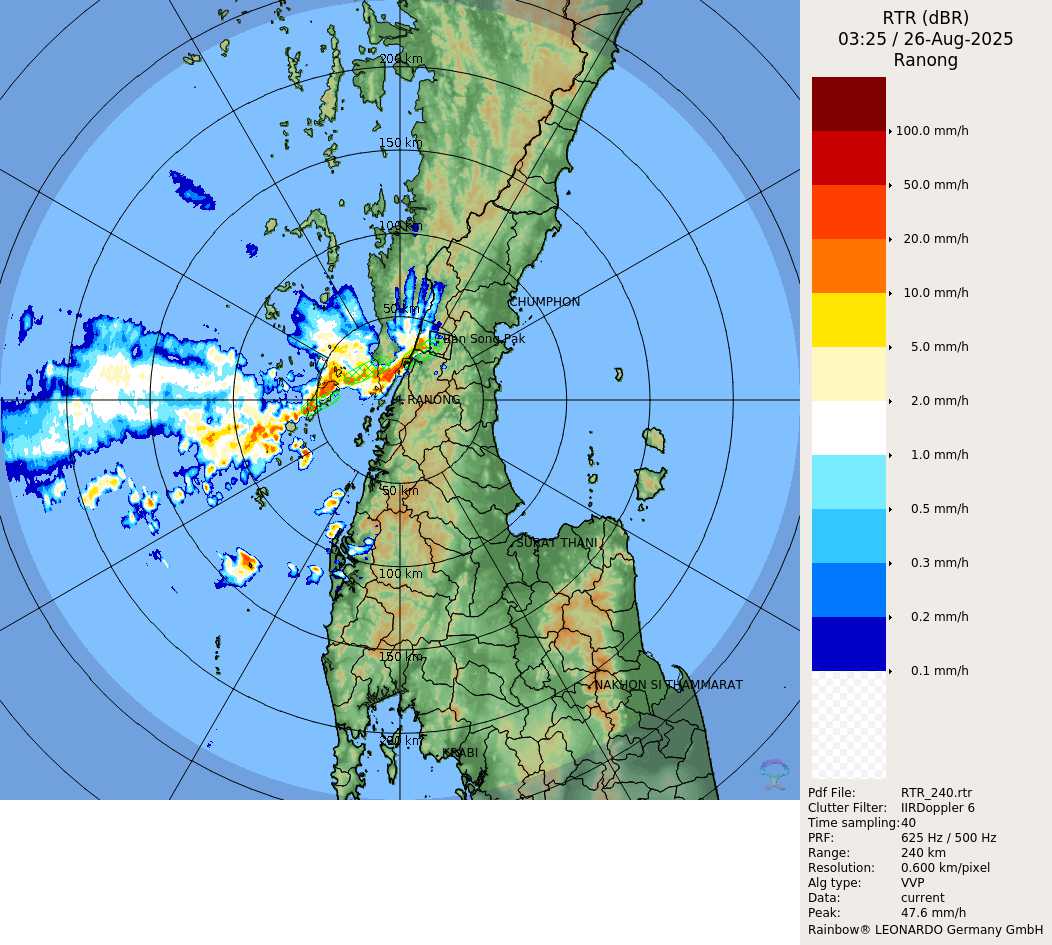 RTR (dBR)
03:25 / 26-Aug-2025
Ranong
200 km
150 km
100 km
50 km
CHUMPHON
Ban Song Pak
RANONG
50 km
SURAT THANI
100 km
150 km
NAKHON SI THAMMARAT
200 km
KRABI
100.0 mm/h
50.0 mm/h
20.0 mm/h
10.0 mm/h
5.0 mm/h
2.0 mm/h
1.0 mm/h
0.5 mm/h
0.3 mm/h
0.2 mm/h
0.1 mm/h
Pdf File: RTR_240.rtr
Clutter Filter: IIRDoppler 6
Time sampling: 40
PRF: 625 Hz / 500 Hz
Range: 240 km
Resolution: 0.600 km/pixel
Alg type: VVP
Data: current
Peak: 47.6 mm/h
Rainbow® LEONARDO Germany GmbH